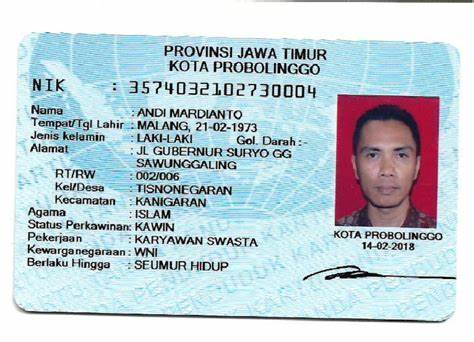 PROVINSI JAWA TIMUR
KOTA PROBOLINGGO
NIK : 3574032102730004
Nama : ANDI MARDIANTO
Tempat/Tgl Lahir : MALANG, 21-02-1973
Jenis kelamin : LAKI-LAKI Gol. Darah :-
Alamat : JL GUBERNUR SURYO GG
SAWUNGGALING
RT/RW : 002/006
Kel/Desa : TISNONEGARAN
Kecamatan : KANIGARAN
Agama : ISLAM
Status Perkawinan: KAWIN
Pekerjaan : KARYAWAN SWASTA
Kewarganegaraan : WNI
Berlaku Hingga : SEUMUR HIDUP
KOTA PROBOLINGGO
14-02-2018